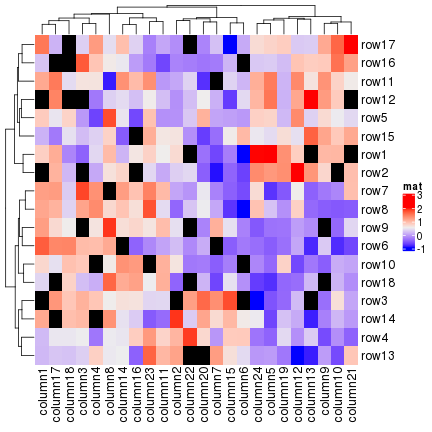 row17
row16
row11
row12
row5
row15
row1
row2
row7
row8
row9
row6
row10
row18
row3
row14
row4
row13
mat
3
2
1
0
-1
column1
column17
column18
column3
column4
column8
column14
column16
column23
column11
column2
column22
column20
column7
column15
column6
column24
column5
column19
column12
column13
column9
column10
column21